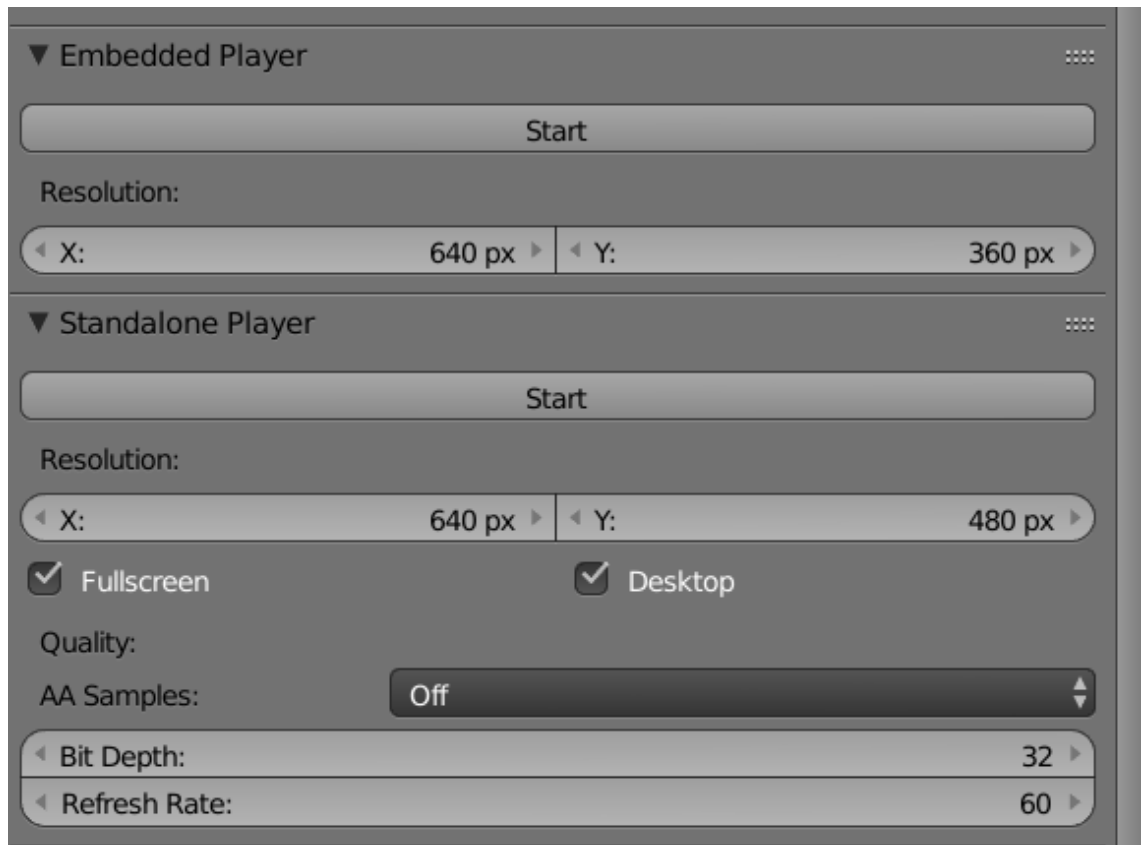 Embedded Player
Start
Resolution:
X: 640 px Y: 360 px
Standalone Player
Start
Resolution:
X: 640 px Y: 480 px
Fullscreen Desktop
Quality:
AA Samples: Off
Bit Depth: 32
Refresh Rate: 60